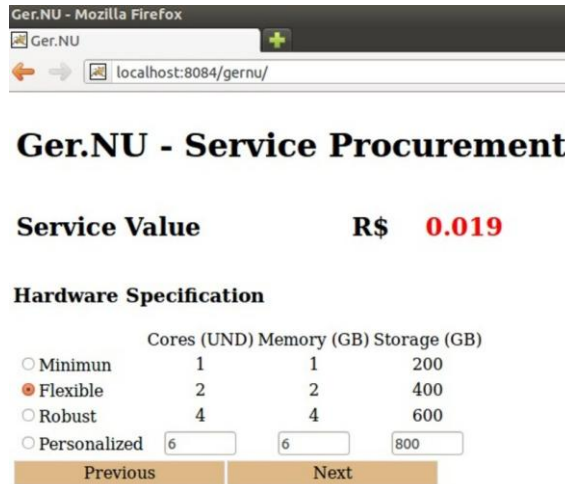 Ger.NU - Mozilla Firefox
Ger.NU
localhost:8084/gernu/
Ger.NU - Service Procurement
Service Value R$ 0.019
Hardware Specification
Cores (UND) Memory (GB) Storage (GB)
Minimun 1 1 200
Flexible 2 2 400
Robust 4 4 600
Personalized 6 6 800
Previous Next